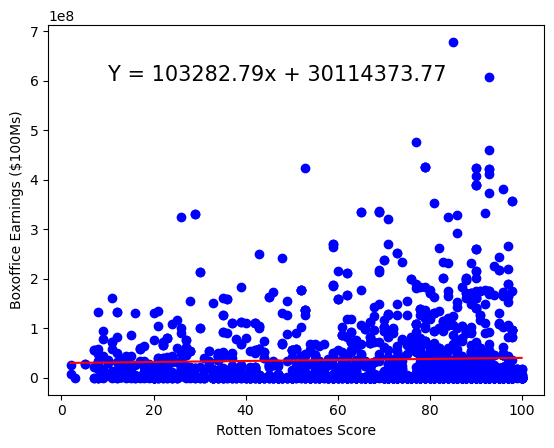 1e8
Y = 103282.79x + 30114373.77
7
6
5
4
3
2
1
0
Boxoffice Earnings ($100Ms)
0 20 40 60 80 100
Rotten Tomatoes Score